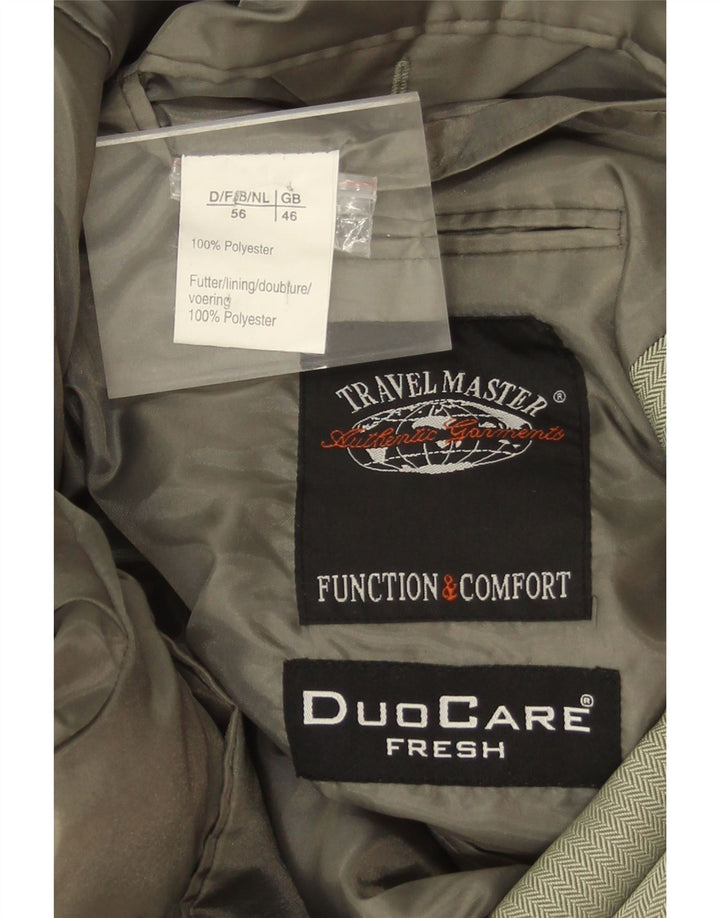 D/F/B/NL GB
56 46
100% Polyester
Futter/lining/doublure/
voering
100% Polyester
TRAVEL MASTER ®
Authentic Garments
FUNCTION & COMFORT
DUOCARE ®
FRESH